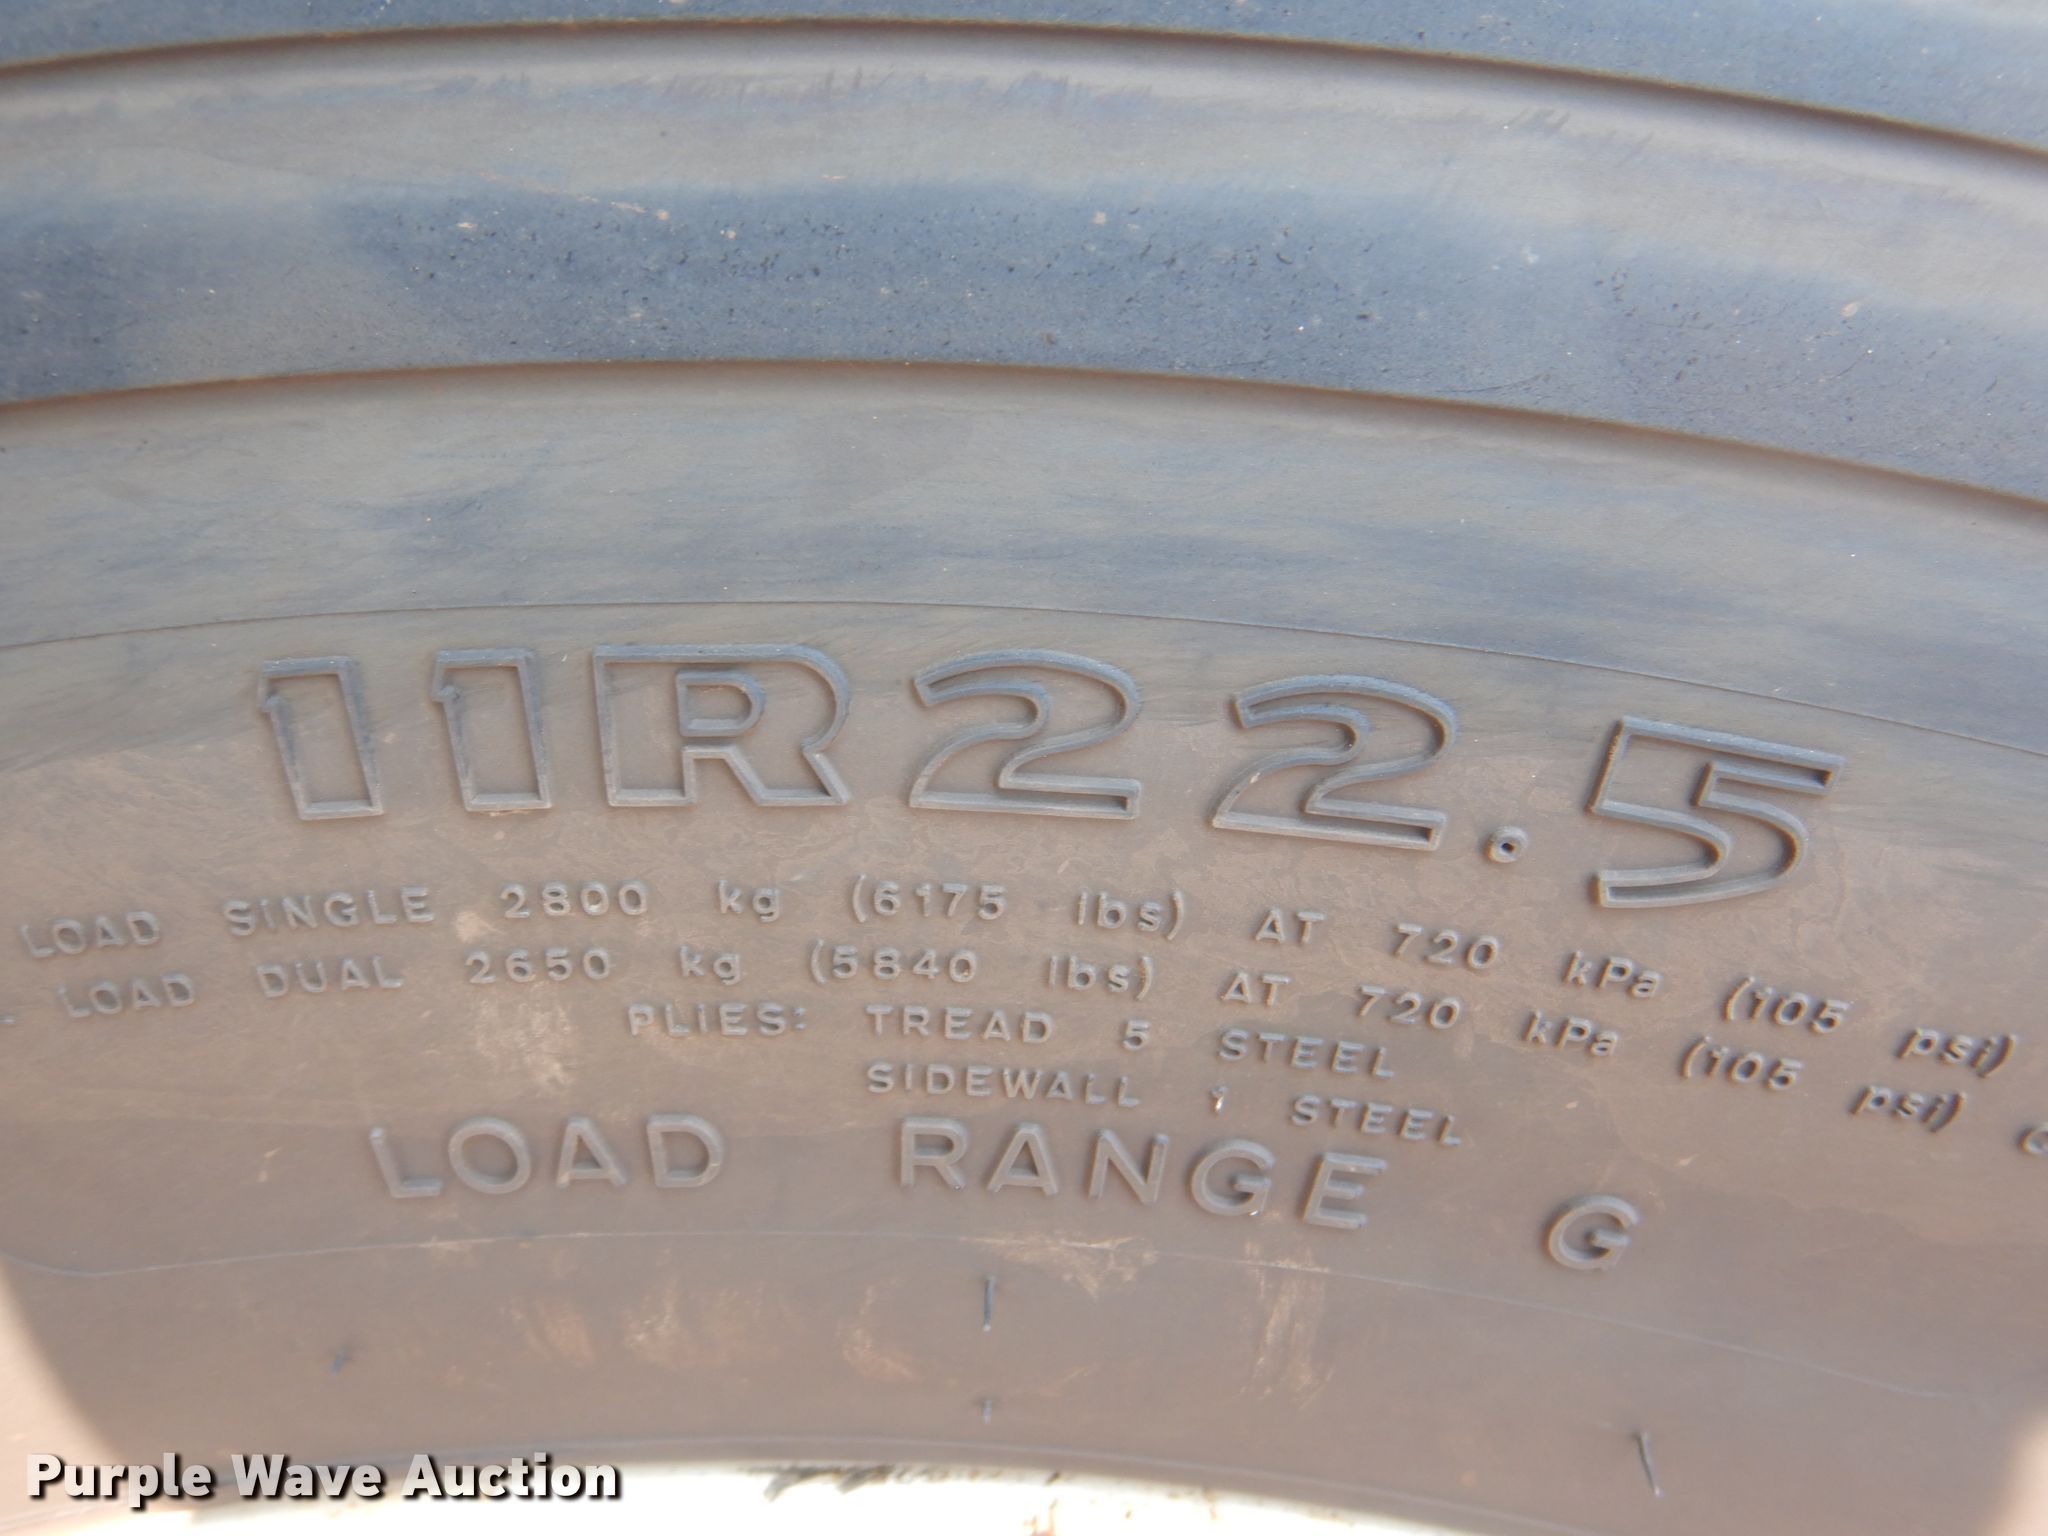 11R22.5
LOAD SINGLE 2800 kg (6175 lbs) AT 720 kPa (105 psi)
LOAD DUAL 2650 kg (5840 lbs) AT 720 kPa (105 psi)
PLIES: TREAD 5 STEEL
SIDEWALL 1 STEEL
LOAD RANGE G
Purple Wave Auction